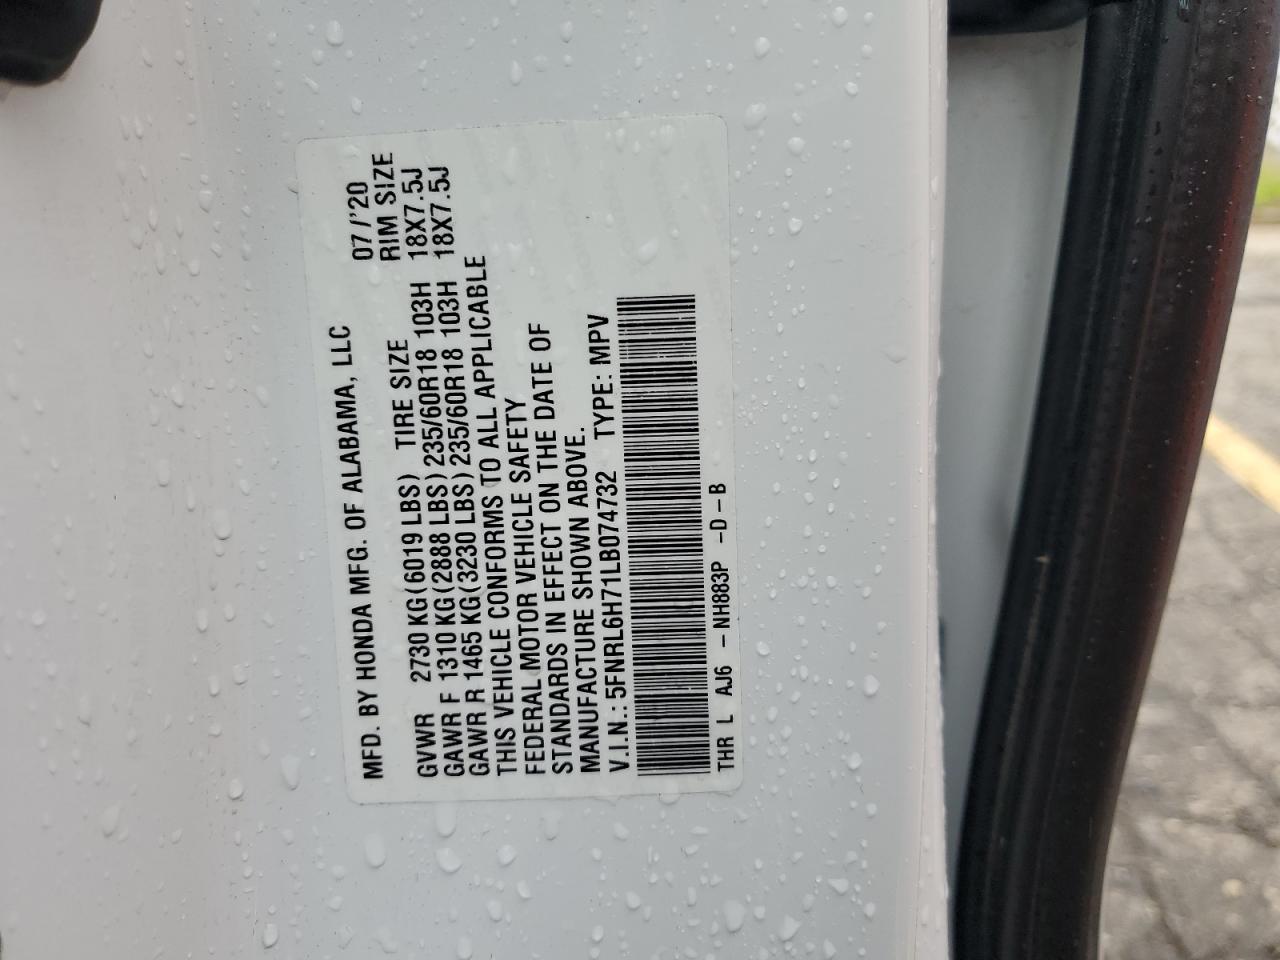 MFD. BY HONDA MFG. OF ALABAMA, LLC 07/'20
TIRE SIZE RIM SIZE
GVWR 2730 KG(6019 LBS)
GAWR F 1310 KG(2888 LBS) 235/60R18 103H 18X7.5J
GAWR R 1465 KG(3230 LBS) 235/60R18 103H 18X7.5J
THIS VEHICLE CONFORMS TO ALL APPLICABLE
FEDERAL MOTOR VEHICLE SAFETY
STANDARDS IN EFFECT ON THE DATE OF
MANUFACTURE SHOWN ABOVE.
V.I.N.: 5FNRL6H71LB074732 TYPE: MPV
THR L AJ6 -NH883P -D-B